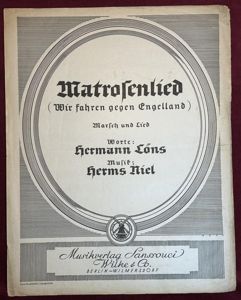 Matrosenlied
(Wir fahren gegen Engelland)
Marsch und Lied
Worte:
Hermann Löns
Musik:
Herms Niel
Musikverlag Sanssouci
Wilke & Co.
BERLIN-WILMERSDORF